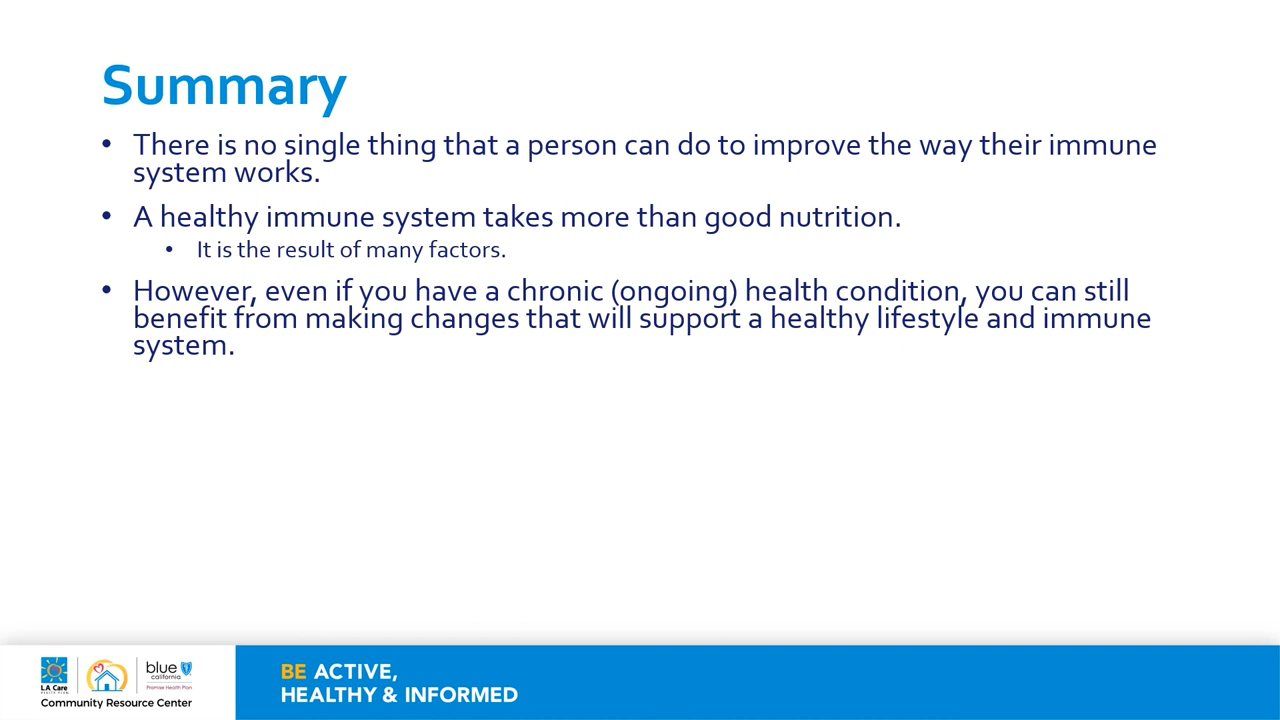 Summary
• There is no single thing that a person can do to improve the way their immune
system works.
• A healthy immune system takes more than good nutrition.
• It is the result of many factors.
• However, even if you have a chronic (ongoing) health condition, you can still
benefit from making changes that will support a healthy lifestyle and immune
system.
L.A. Care
HEALTH PLAN
blue
california
Promise Health Plan
Community Resource Center
BE ACTIVE,
HEALTHY & INFORMED